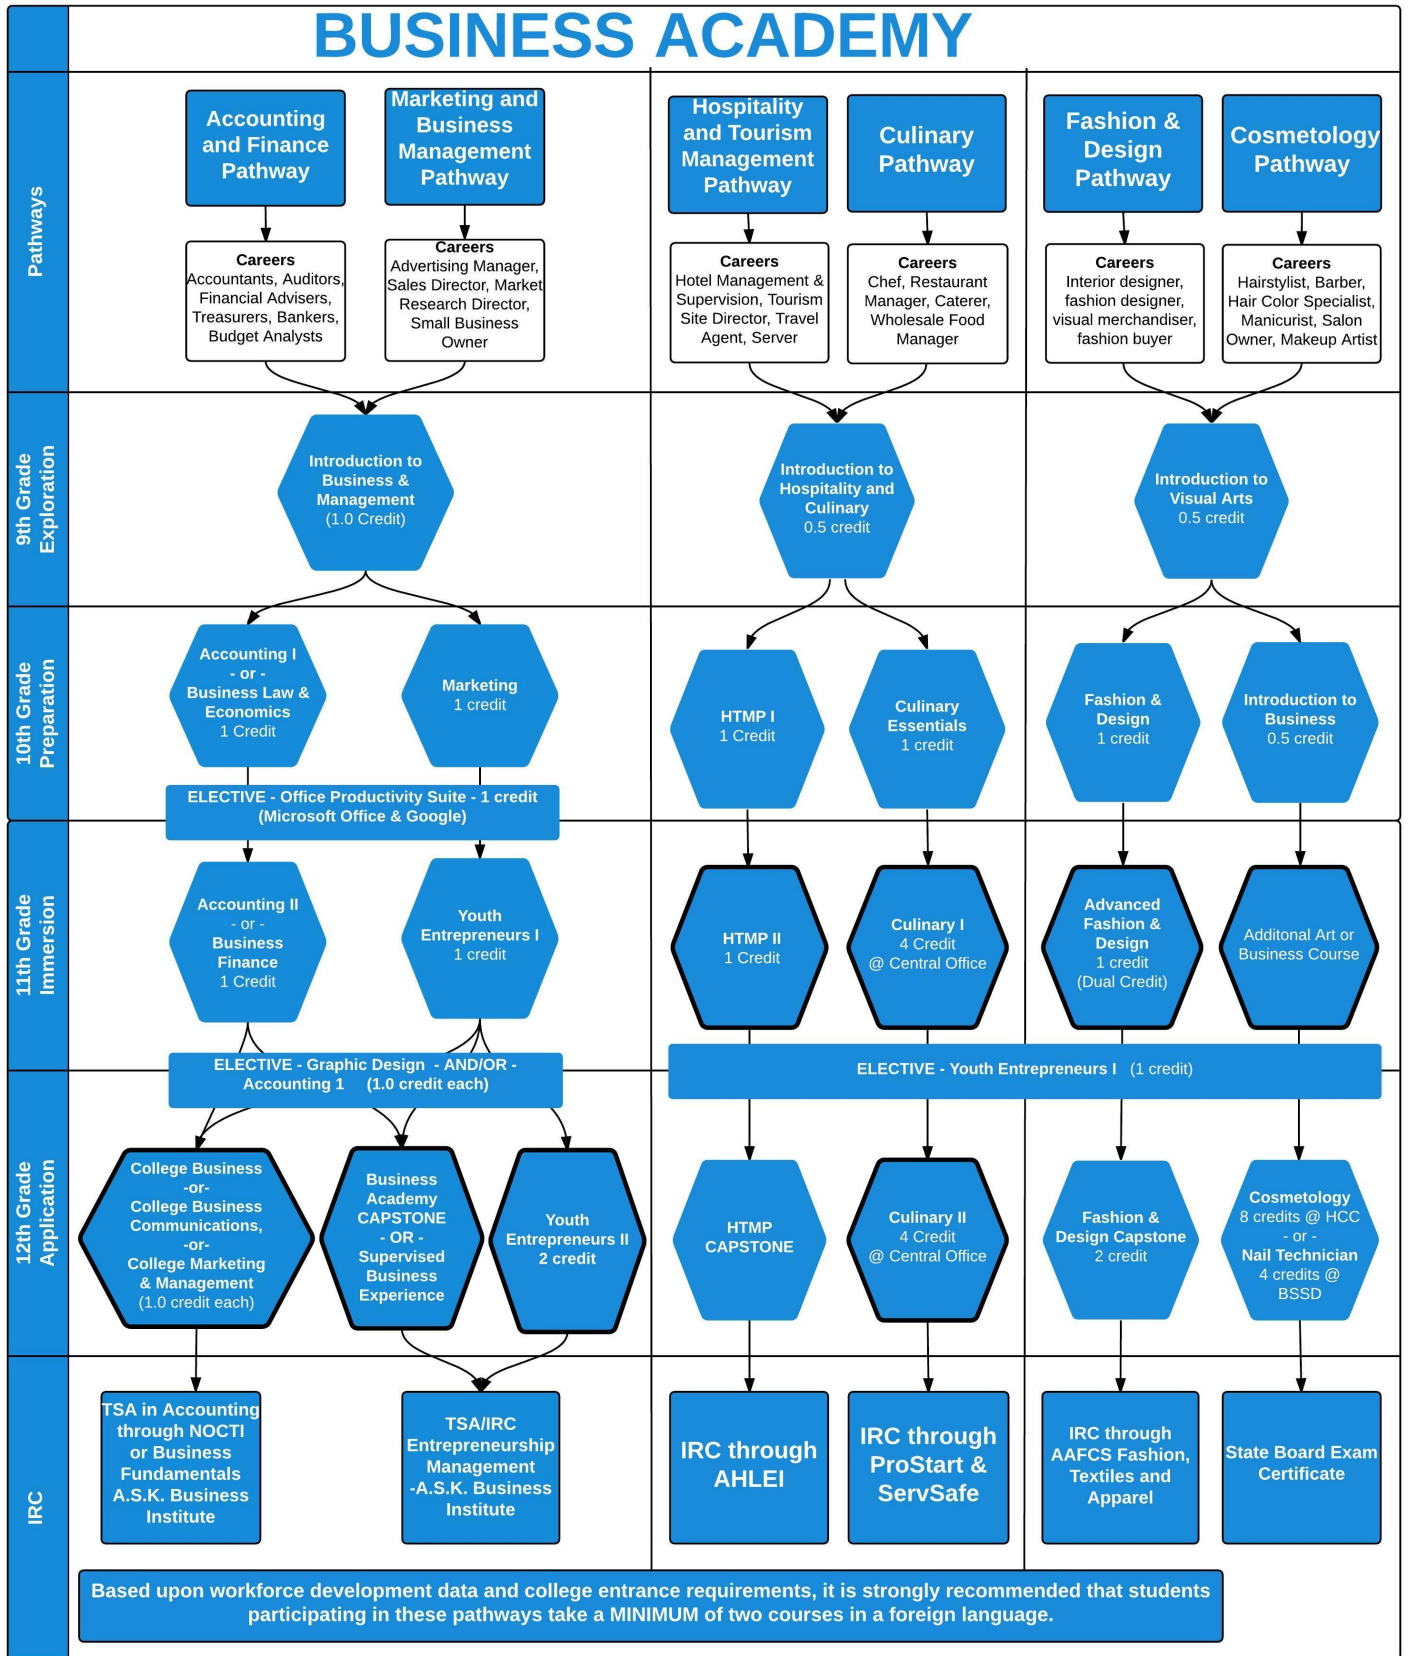 BUSINESS ACADEMY
Pathways
Accounting
and Finance
Pathway
Marketing and
Business
Management
Pathway
Hospitality
and Tourism
Management
Pathway
Culinary
Pathway
Fashion &
Design
Pathway
Cosmetology
Pathway
Careers
Accountants, Auditors,
Financial Advisers,
Treasurers, Bankers,
Budget Analysts
Careers
Advertising Manager,
Sales Director, Market
Research Director,
Small Business
Owner
Careers
Hotel Management &
Supervision, Tourism
Site Director, Travel
Agent, Server
Careers
Chef, Restaurant
Manager, Caterer,
Wholesale Food
Manager
Careers
Interior designer,
fashion designer,
visual merchandiser,
fashion buyer
Careers
Hairstylist, Barber,
Hair Color Specialist,
Manicurist, Salon
Owner, Makeup Artist
9th Grade
Exploration
Introduction to
Business &
Management
(1.0 Credit)
Introduction to
Hospitality and
Culinary
0.5 credit
Introduction to
Visual Arts
0.5 credit
10th Grade
Preparation
Accounting I
- or -
Business Law &
Economics
1 Credit
Marketing
1 credit
HTMP I
1 Credit
Culinary
Essentials
1 credit
Fashion &
Design
1 credit
Introduction to
Business
0.5 credit
ELECTIVE - Office Productivity Suite - 1 credit
(Microsoft Office & Google)
11th Grade
Immersion
Accounting II
- or -
Business
Finance
1 Credit
Youth
Entrepreneurs I
1 credit
HTMP II
1 Credit
Culinary I
4 Credit
@ Central Office
Advanced
Fashion &
Design
1 credit
(Dual Credit)
Additonal Art or
Business Course
ELECTIVE - Graphic Design - AND/OR -
Accounting 1 (1.0 credit each)
ELECTIVE - Youth Entrepreneurs I (1 credit)
12th Grade
Application
College Business
-or-
College Business
Communications,
-or-
College Marketing
& Management
(1.0 credit each)
Business
Academy
CAPSTONE
- OR -
Supervised
Business
Experience
Youth
Entrepreneurs II
2 credit
HTMP
CAPSTONE
Culinary II
4 Credit
@ Central Office
Fashion &
Design Capstone
2 credit
Cosmetology
8 credits @ HCC
- or -
Nail Technician
4 credits @
BSSD
IRC
TSA in Accounting
through NOCTI
or Business
Fundamentals
A.S.K. Business
Institute
TSA/IRC
Entrepreneurship
Management
-A.S.K. Business
Institute
IRC through
AHLEI
IRC through
ProStart &
ServSafe
IRC through
AAFCS Fashion,
Textiles and
Apparel
State Board Exam
Certificate
Based upon workforce development data and college entrance requirements, it is strongly recommended that students
participating in these pathways take a MINIMUM of two courses in a foreign language.